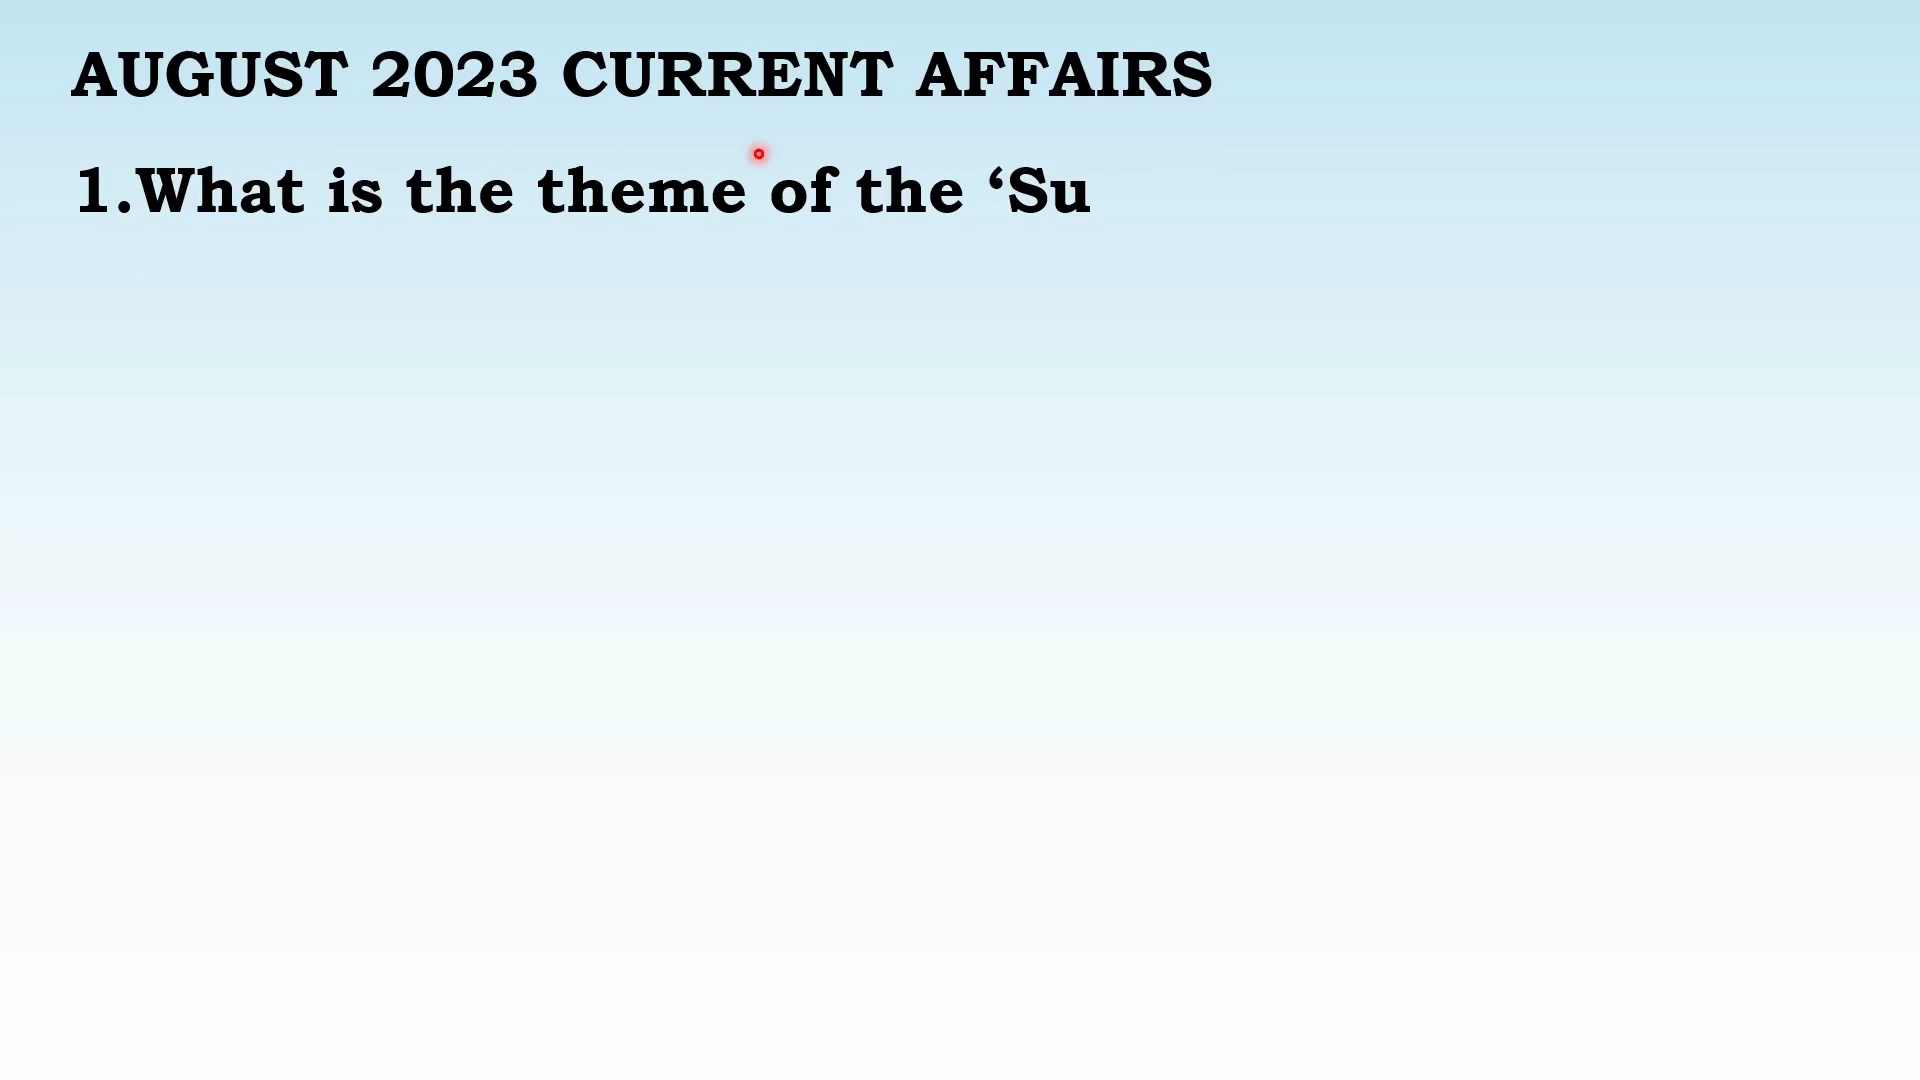 AUGUST 2023 CURRENT AFFAIRS
1.What is the theme of the ‘Su